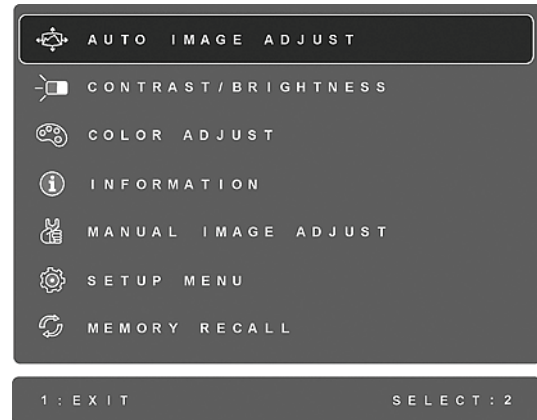 AUTO IMAGE ADJUST
CONTRAST/BRIGHTNESS
COLOR ADJUST
INFORMATION
MANUAL IMAGE ADJUST
SETUP MENU
MEMORY RECALL
1:EXIT SELECT:2